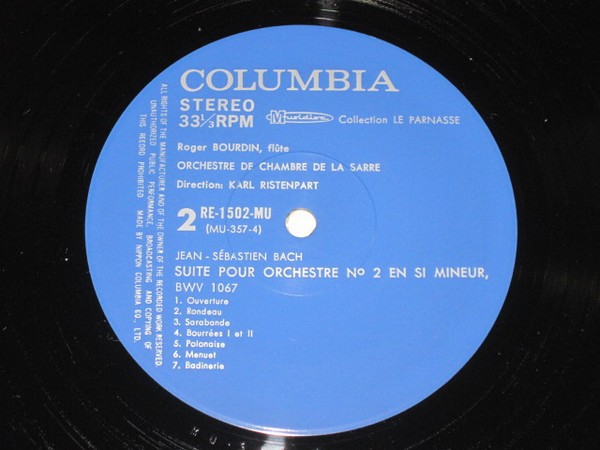 COLUMBIA
STEREO
33⅓ RPM
Musidisc Collection LE PARNASSE
Roger BOURDIN, flûte
ORCHESTRE DE CHAMBRE DE LA SARRE
Direction: KARL RISTENPART
2 RE-1502-MU
(MU-357-4)
JEAN-SÉBASTIEN BACH
SUITE POUR ORCHESTRE Nº 2 EN SI MINEUR,
BWV 1067
1. Ouverture
2. Rondeau
3. Sarabande
4. Bourrées I et II
5. Polonaise
6. Menuet
7. Badinerie
ALL RIGHTS OF THE MANUFACTURER AND OF THE OWNER OF THE RECORDED WORK RESERVED.
UNAUTHORIZED PUBLIC PERFORMANCE, BROADCASTING AND COPYING OF
THIS RECORD PROHIBITED MADE BY NIPPON COLUMBIA CO., LTD.